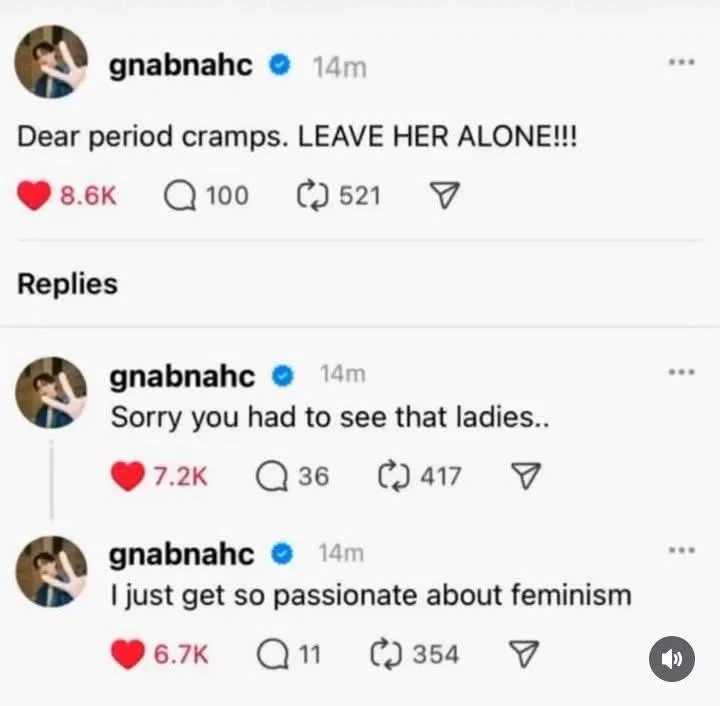 gnabnahc 14m
Dear period cramps. LEAVE HER ALONE!!!
8.6K 100 521
Replies
gnabnahc 14m
Sorry you had to see that ladies..
7.2K 36 417
gnabnahc 14m
I just get so passionate about feminism
6.7K 11 354